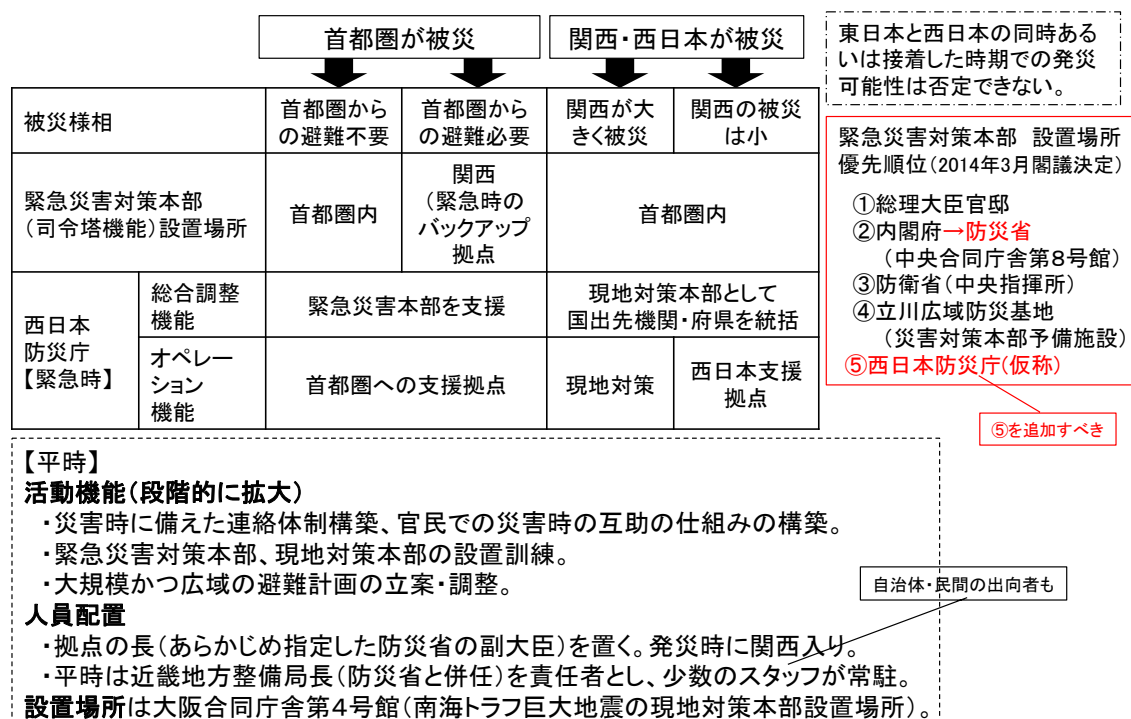 首都圏が被災
関西・西日本が被災
東日本と西日本の同時ある
いは接着した時期での発災
可能性は否定できない。
被災様相
首都圏から
の避難不要
首都圏から
の避難必要
関西が大
きく被災
関西の被災
は小
緊急災害対策本部
(司令塔機能)設置場所
首都圏内
関西
(緊急時の
バックアップ
拠点)
首都圏内
西日本
防災庁
【緊急時】
総合調整
機能
緊急災害本部を支援
現地対策本部として
国出先機関・府県を統括
オペレー
ション
機能
首都圏への支援拠点
現地対策
西日本支援
拠点
緊急災害対策本部 設置場所
優先順位(2014年3月閣議決定)
①総理大臣官邸
②内閣府→防災省
(中央合同庁舎第8号館)
③防衛省(中央指揮所)
④立川広域防災基地
(災害対策本部予備施設)
⑤西日本防災庁(仮称)
⑤を追加すべき
【平時】
活動機能(段階的に拡大)
・災害時に備えた連絡体制構築、官民での災害時の互助の仕組みの構築。
・緊急災害対策本部、現地対策本部の設置訓練。
・大規模かつ広域の避難計画の立案・調整。
自治体・民間の出向者も
人員配置
・拠点の長(あらかじめ指定した防災省の副大臣)を置く。発災時に関西入り。
・平時は近畿地方整備局長(防災省と併任)を責任者とし、少数のスタッフが常駐。
設置場所は大阪合同庁舎第4号館(南海トラフ巨大地震の現地対策本部設置場所)。